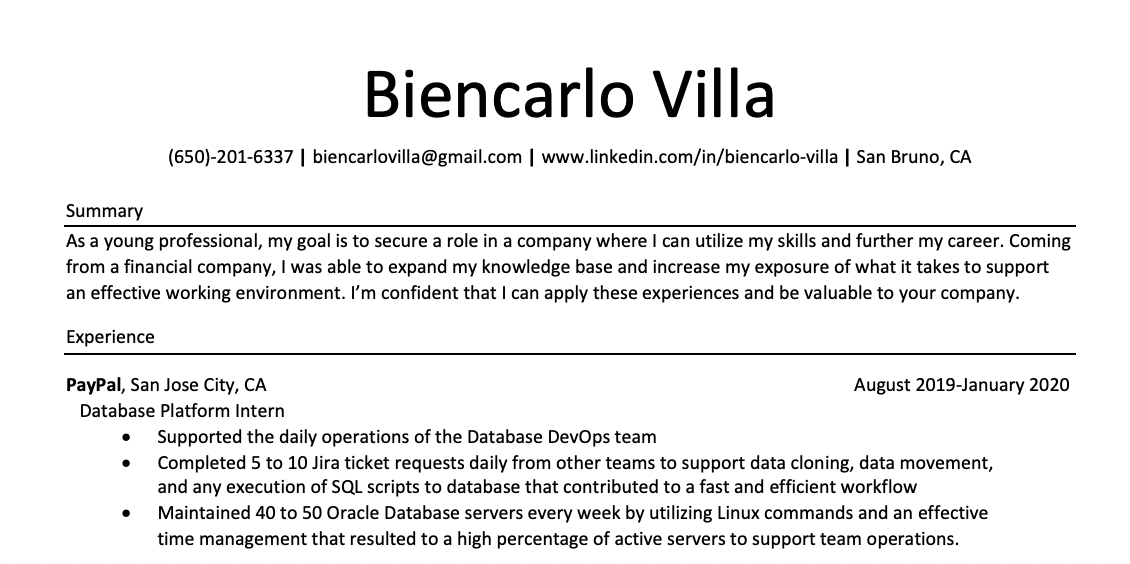 Biencarlo Villa
(650)-201-6337 | biencarlovilla@gmail.com | www.linkedin.com/in/biencarlo-villa | San Bruno, CA
Summary
As a young professional, my goal is to secure a role in a company where I can utilize my skills and further my career. Coming
from a financial company, I was able to expand my knowledge base and increase my exposure of what it takes to support
an effective working environment. I’m confident that I can apply these experiences and be valuable to your company.
Experience
PayPal, San Jose City, CA August 2019-January 2020
Database Platform Intern
• Supported the daily operations of the Database DevOps team
• Completed 5 to 10 Jira ticket requests daily from other teams to support data cloning, data movement,
and any execution of SQL scripts to database that contributed to a fast and efficient workflow
• Maintained 40 to 50 Oracle Database servers every week by utilizing Linux commands and an effective
time management that resulted to a high percentage of active servers to support team operations.